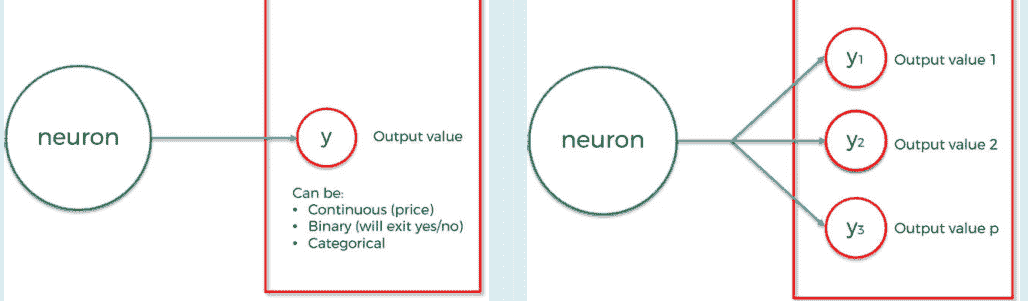 neuron
y
Output value
Can be:
• Continuous (price)
• Binary (will exit yes/no)
• Categorical
neuron
y1
Output value 1
y2
Output value 2
y3
Output value p